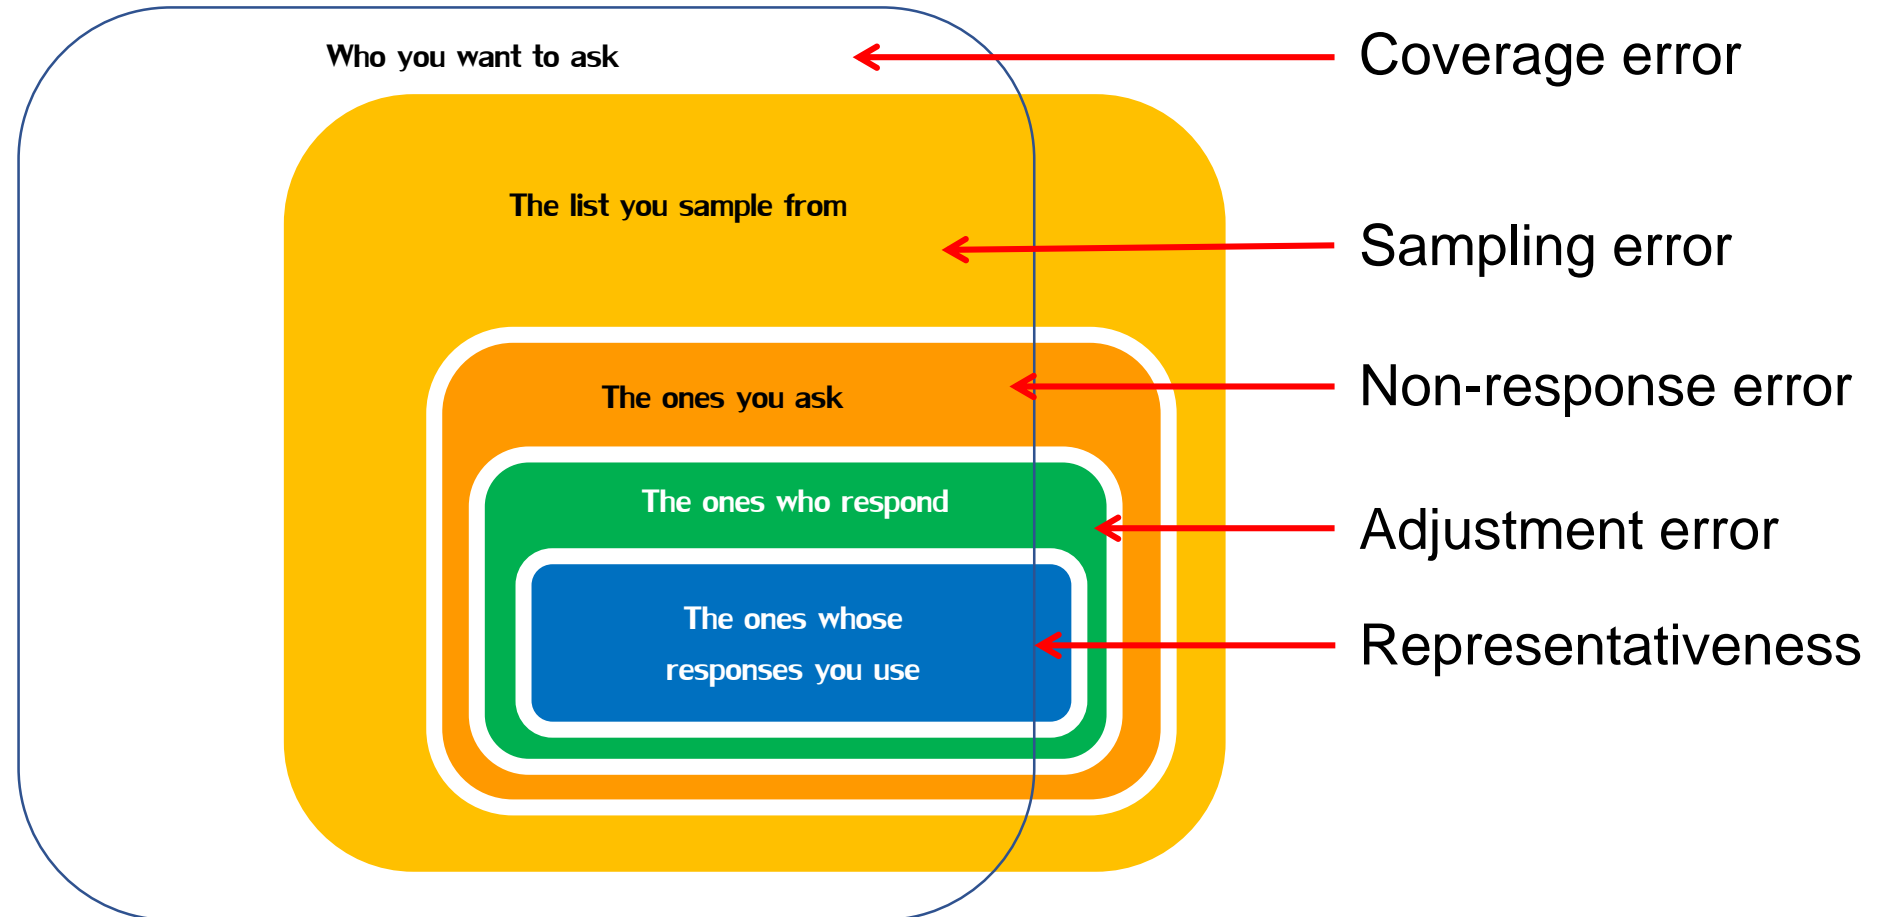 Who you want to ask
Coverage error
The list you sample from
Sampling error
The ones you ask
Non-response error
The ones who respond
Adjustment error
The ones whose
responses you use
Representativeness